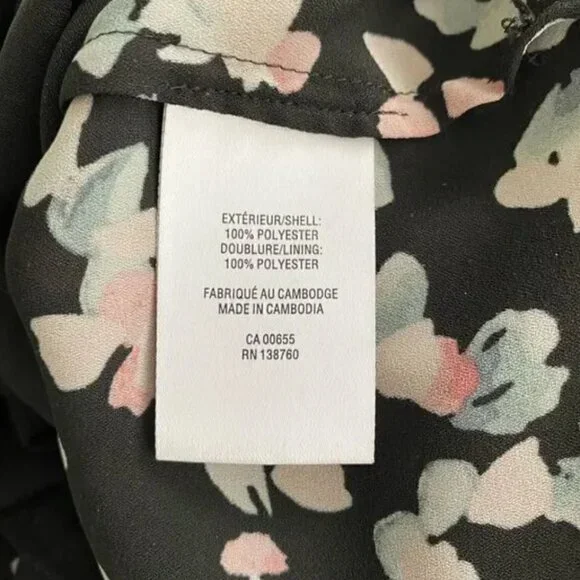 EXTÉRIEUR/SHELL:
100% POLYESTER
DOUBLURE/LINING:
100% POLYESTER
FABRIQUÉ AU CAMBODGE
MADE IN CAMBODIA
CA 00655
RN 138760